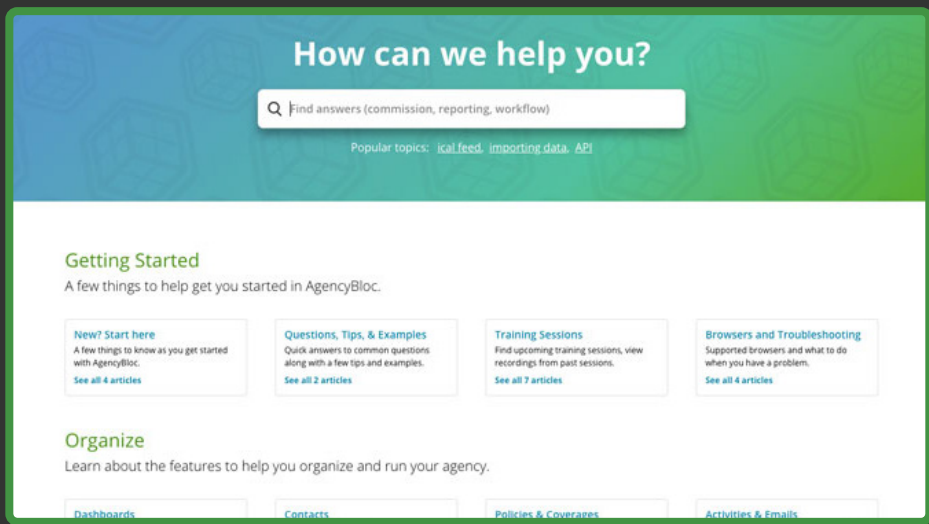 How can we help you?
Find answers (commission, reporting, workflow)
Popular topics: ical feed, importing data, API
Getting Started
A few things to help get you started in AgencyBloc.
New? Start here
A few things to know as you get started
with AgencyBloc.
See all 4 articles
Questions, Tips, & Examples
Quick answers to common questions
along with a few tips and examples.
See all 2 articles
Training Sessions
Find upcoming training sessions, view
recordings from past sessions.
See all 7 articles
Browsers and Troubleshooting
Supported browsers and what to do
when you have a problem.
See all 4 articles
Organize
Learn about the features to help you organize and run your agency.
Dashboards
Contacts
Policies & Coverages
Activities & Emails